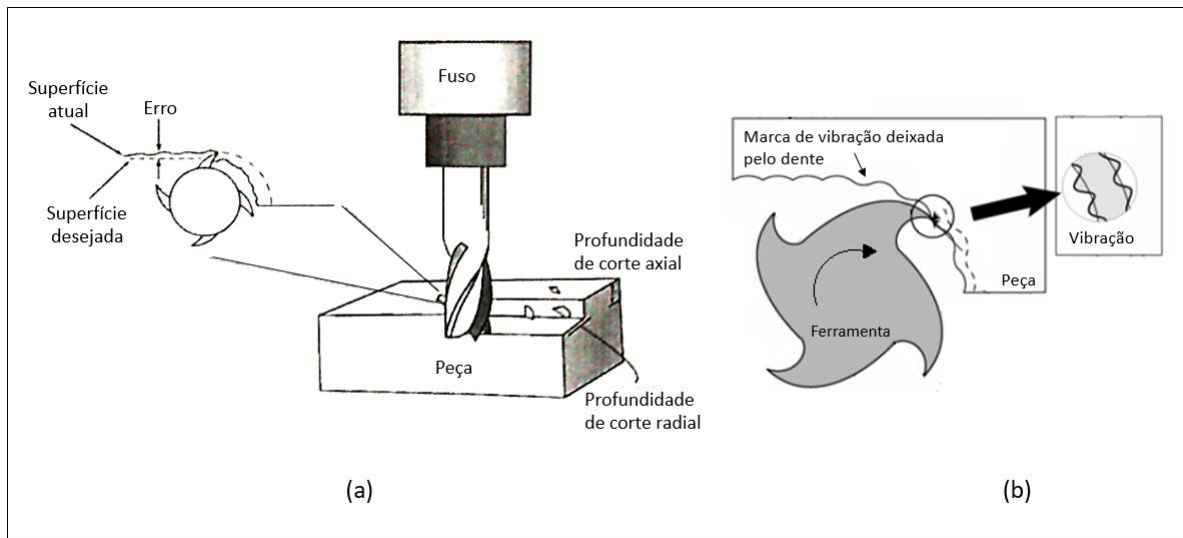 Superfície
atual
Erro
Superfície
desejada
Fuso
Profundidade
de corte axial
Peça
Profundidade
de corte radial
(a)
Marca de vibração deixada
pelo dente
Vibração
Peça
Ferramenta
(b)